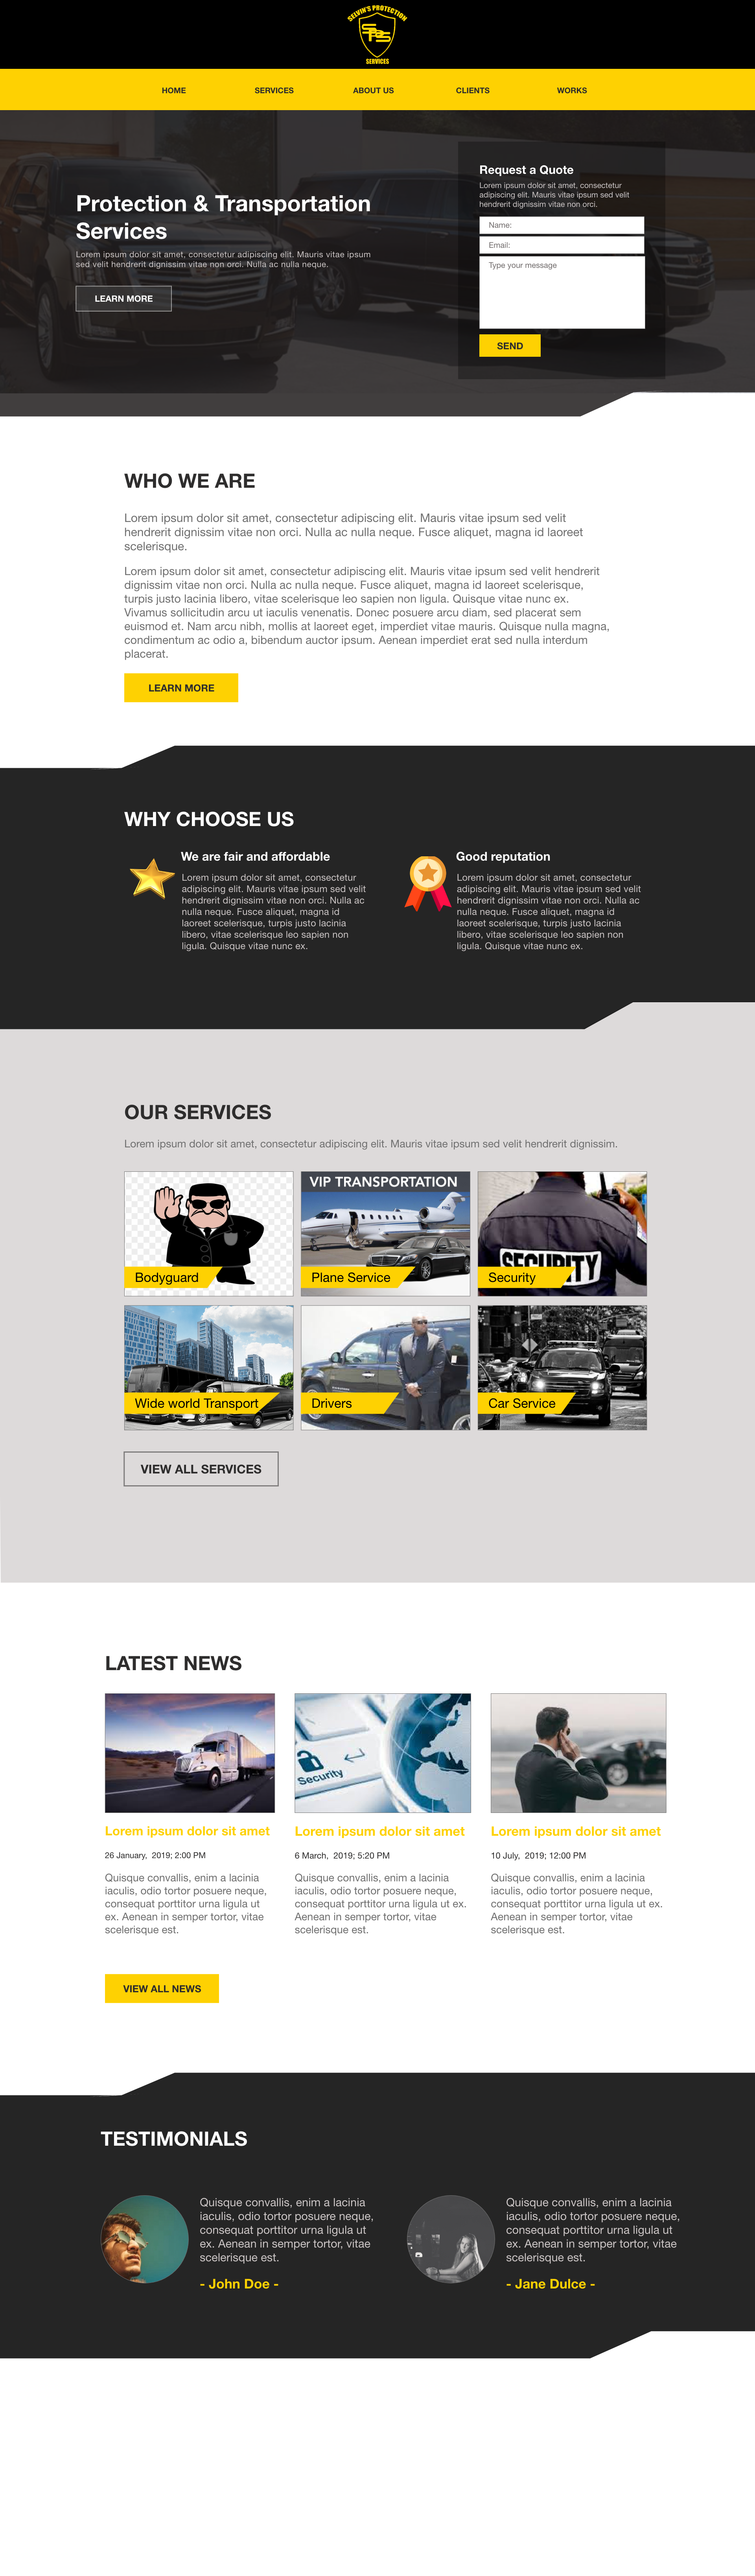 SELVIN'S PROTECTION
SPS
SERVICES
HOME SERVICES ABOUT US CLIENTS WORKS
Protection & Transportation
Services
Lorem ipsum dolor sit amet, consectetur adipiscing elit. Mauris vitae ipsum
sed velit hendrerit dignissim vitae non orci. Nulla ac nulla neque.
LEARN MORE
Request a Quote
Lorem ipsum dolor sit amet, consectetur
adipiscing elit. Mauris vitae ipsum sed velit
hendrerit dignissim vitae non orci.
Name:
Email:
Type your message
SEND
WHO WE ARE
Lorem ipsum dolor sit amet, consectetur adipiscing elit. Mauris vitae ipsum sed velit
hendrerit dignissim vitae non orci. Nulla ac nulla neque. Fusce aliquet, magna id laoreet
scelerisque.
Lorem ipsum dolor sit amet, consectetur adipiscing elit. Mauris vitae ipsum sed velit hendrerit
dignissim vitae non orci. Nulla ac nulla neque. Fusce aliquet, magna id laoreet scelerisque,
turpis justo lacinia libero, vitae scelerisque leo sapien non ligula. Quisque vitae nunc ex.
Vivamus sollicitudin arcu ut iaculis venenatis. Donec posuere arcu diam, sed placerat sem
euismod et. Nam arcu nibh, mollis at laoreet eget, imperdiet vitae mauris. Quisque nulla magna,
condimentum ac odio a, bibendum auctor ipsum. Aenean imperdiet erat sed nulla interdum
placerat.
LEARN MORE
WHY CHOOSE US
We are fair and affordable
Lorem ipsum dolor sit amet, consectetur
adipiscing elit. Mauris vitae ipsum sed velit
hendrerit dignissim vitae non orci. Nulla ac
nulla neque. Fusce aliquet, magna id
laoreet scelerisque, turpis justo lacinia
libero, vitae scelerisque leo sapien non
ligula. Quisque vitae nunc ex.
Good reputation
Lorem ipsum dolor sit amet, consectetur
adipiscing elit. Mauris vitae ipsum sed velit
hendrerit dignissim vitae non orci. Nulla ac
nulla neque. Fusce aliquet, magna id
laoreet scelerisque, turpis justo lacinia
libero, vitae scelerisque leo sapien non
ligula. Quisque vitae nunc ex.
OUR SERVICES
Lorem ipsum dolor sit amet, consectetur adipiscing elit. Mauris vitae ipsum sed velit hendrerit dignissim.
Bodyguard
VIP TRANSPORTATION
Plane Service
SECURITY
Security
Wide world Transport
Drivers
Car Service
VIEW ALL SERVICES
LATEST NEWS
Lorem ipsum dolor sit amet
26 January, 2019; 2:00 PM
Quisque convallis, enim a lacinia
iaculis, odio tortor posuere neque,
consequat porttitor urna ligula ut
ex. Aenean in semper tortor, vitae
scelerisque est.
Security
Lorem ipsum dolor sit amet
6 March, 2019; 5:20 PM
Quisque convallis, enim a lacinia
iaculis, odio tortor posuere neque,
consequat porttitor urna ligula ut ex.
Aenean in semper tortor, vitae
scelerisque est.
Lorem ipsum dolor sit amet
10 July, 2019; 12:00 PM
Quisque convallis, enim a lacinia
iaculis, odio tortor posuere neque,
consequat porttitor urna ligula ut ex.
Aenean in semper tortor, vitae
scelerisque est.
VIEW ALL NEWS
TESTIMONIALS
Quisque convallis, enim a lacinia
iaculis, odio tortor posuere neque,
consequat porttitor urna ligula ut
ex. Aenean in semper tortor, vitae
scelerisque est.
- John Doe -
Quisque convallis, enim a lacinia
iaculis, odio tortor posuere neque,
consequat porttitor urna ligula ut
ex. Aenean in semper tortor, vitae
scelerisque est.
- Jane Dulce -